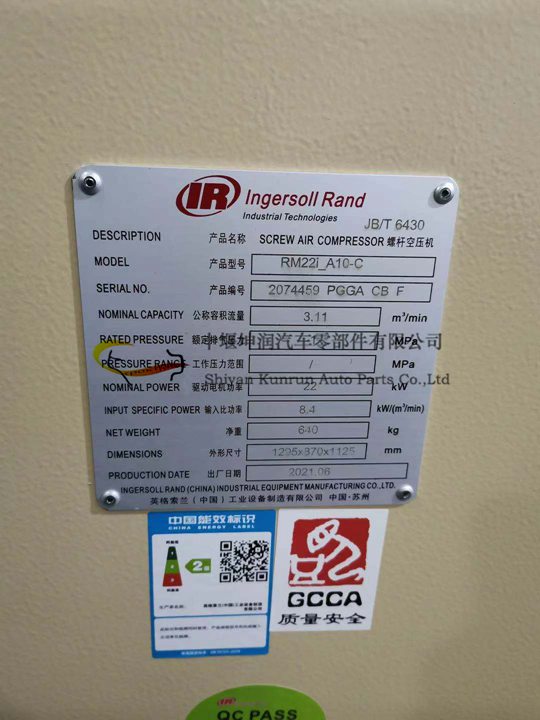 IR Ingersoll Rand
Industrial Technologies
JB/T 6430
DESCRIPTION 产品名称 SCREW AIR COMPRESSOR 螺杆空压机
MODEL 产品型号 RM22i_A10-C
SERIAL NO. 产品编号 2074459 PGGA CB F
NOMINAL CAPACITY 公称容积流量 3.11 m³/min
RATED PRESSURE 额定排 MPa
十堰坤润汽车零部件有限公司
PRESSURE RANGE 工作压力范围 / MPa
Shiyan Kunrun Auto Parts Co.,Ltd
NOMINAL POWER 驱动电机功率 22 kW
INPUT SPECIFIC POWER 输入比功率 8.4 kW/(m³/min)
NET WEIGHT 净重 640 kg
DIMENSIONS 外形尺寸 1295x870x1125 mm
PRODUCTION DATE 出厂日期 2021.06
INGERSOLL RAND (CHINA) INDUSTRIAL EQUIPMENT MANUFACTURING CO.,LTD.
英格索兰（中国）工业设备制造有限公司 中国·苏州
中国能效标识
CHINA ENERGY LABEL
2级
GCCA
质量安全
IR
QC PASS